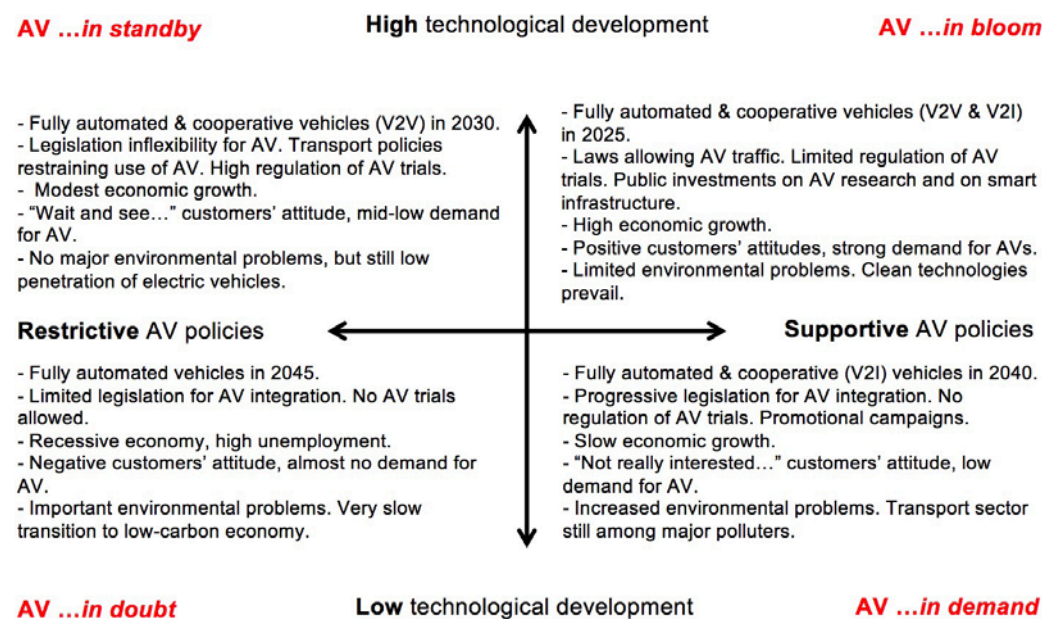 AV ...in standby
High technological development
AV ...in bloom
- Fully automated & cooperative vehicles (V2V) in 2030.
- Legislation inflexibility for AV. Transport policies
restraining use of AV. High regulation of AV trials.
-  Modest economic growth.
- “Wait and see…” customers’ attitude, mid-low demand
for AV.
- No major environmental problems, but still low
penetration of electric vehicles.
- Fully automated & cooperative vehicles (V2V & V2I)
in 2025.
- Laws allowing AV traffic. Limited regulation of AV
trials. Public investments on AV research and on smart
infrastructure.
- High economic growth.
- Positive customers’ attitudes, strong demand for AVs.
- Limited environmental problems. Clean technologies
prevail.
Restrictive AV policies
Supportive AV policies
- Fully automated vehicles in 2045.
- Limited legislation for AV integration. No AV trials
allowed.
- Recessive economy, high unemployment.
- Negative customers’ attitude, almost no demand for
AV.
- Important environmental problems. Very slow
transition to low-carbon economy.
- Fully automated & cooperative (V2I) vehicles in 2040.
- Progressive legislation for AV integration. No
regulation of AV trials. Promotional campaigns.
- Slow economic growth.
- “Not really interested…” customers’ attitude, low
demand for AV.
- Increased environmental problems. Transport sector
still among major polluters.
AV ...in doubt
Low technological development
AV ...in demand